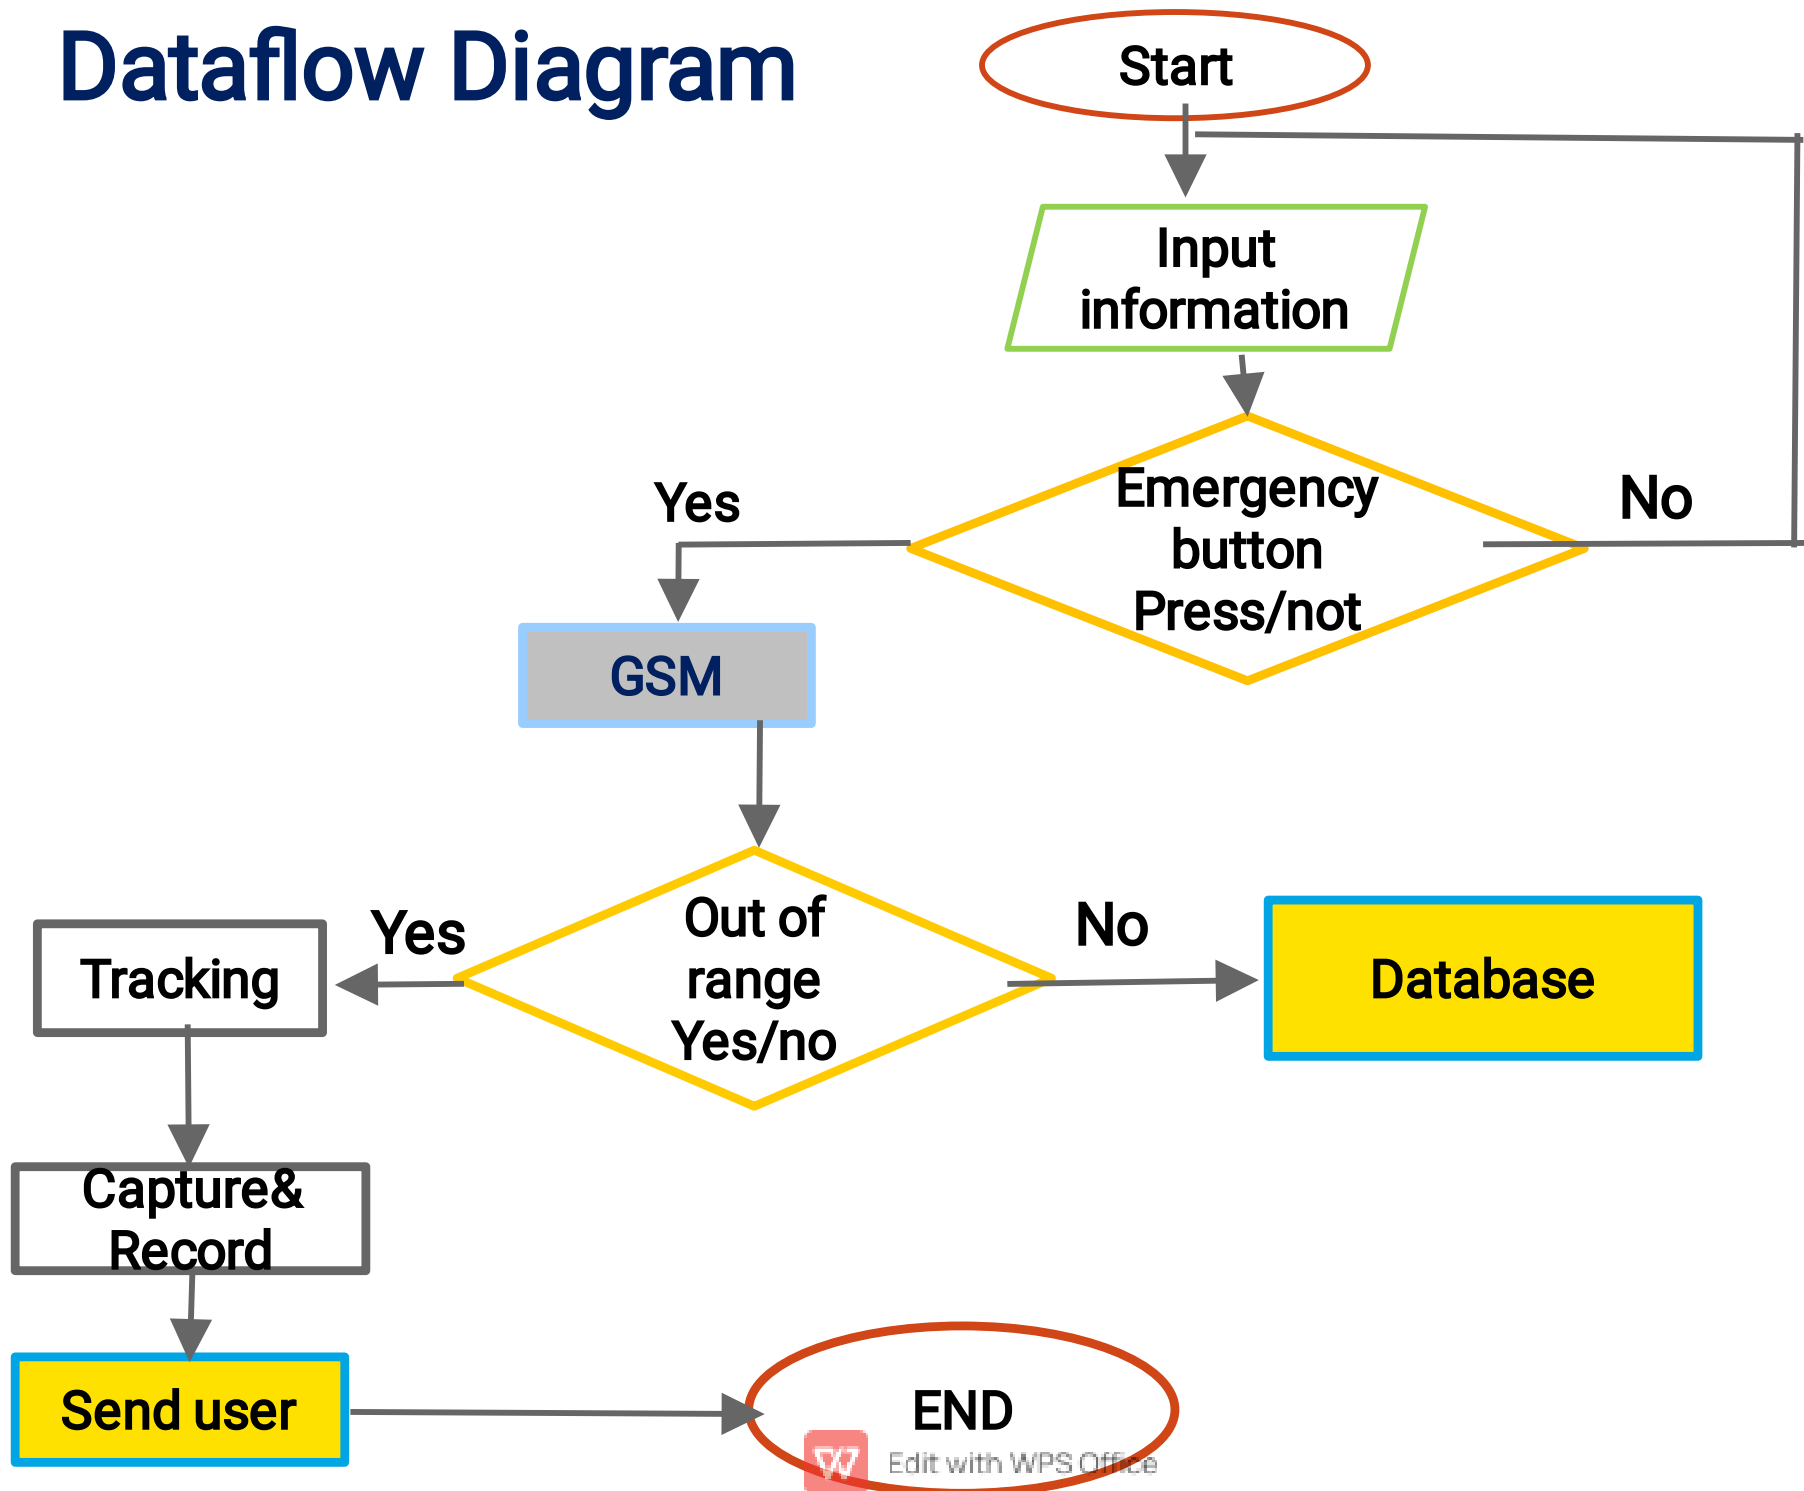 Dataflow Diagram
Start
Input
information
Emergency
button
Press/not
Yes
No
GSM
Out of
range
Yes/no
Yes
No
Tracking
Database
Capture&
Record
Send user
END
Edit with WPS Office